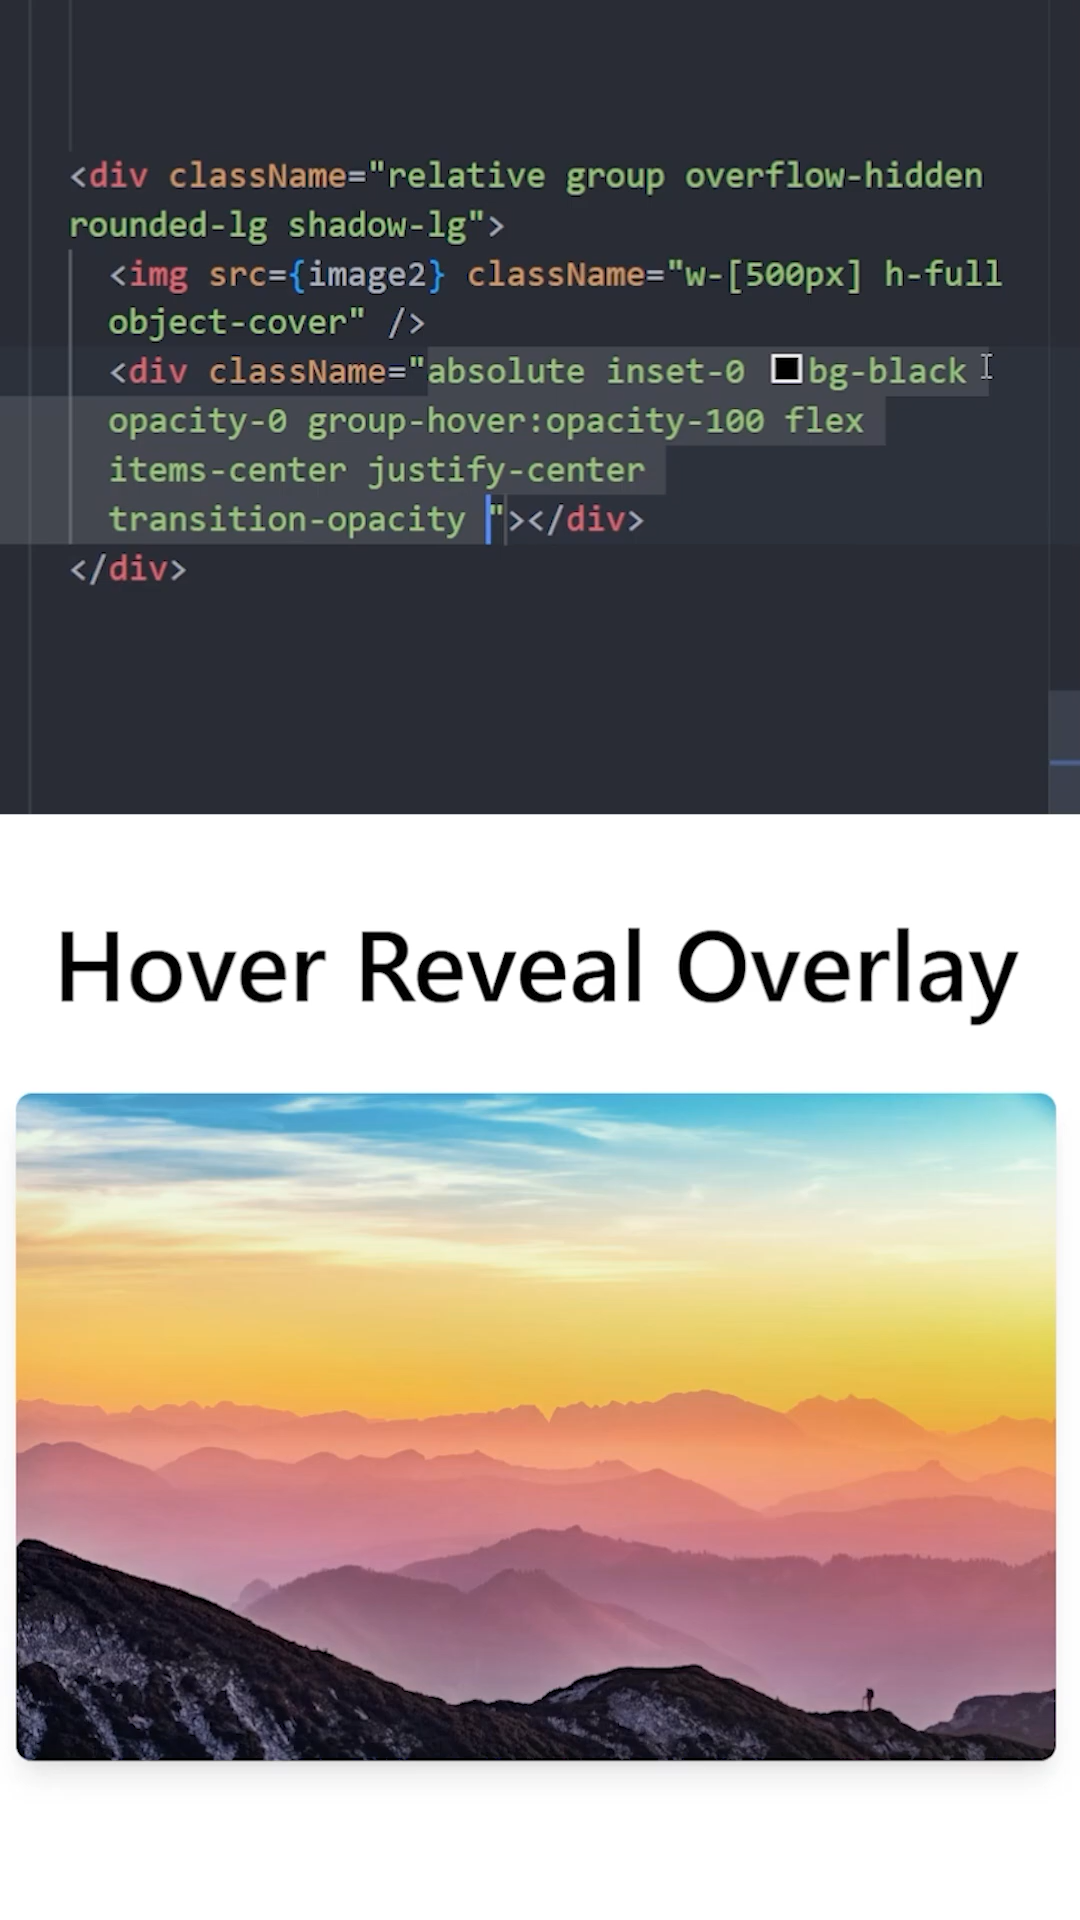 <div className="relative group overflow-hidden
rounded-lg shadow-lg">
<img src={image2} className="w-[500px] h-full
object-cover" />
<div className="absolute inset-0 bg-black
opacity-0 group-hover:opacity-100 flex
items-center justify-center
transition-opacity "></div>
</div>
Hover Reveal Overlay